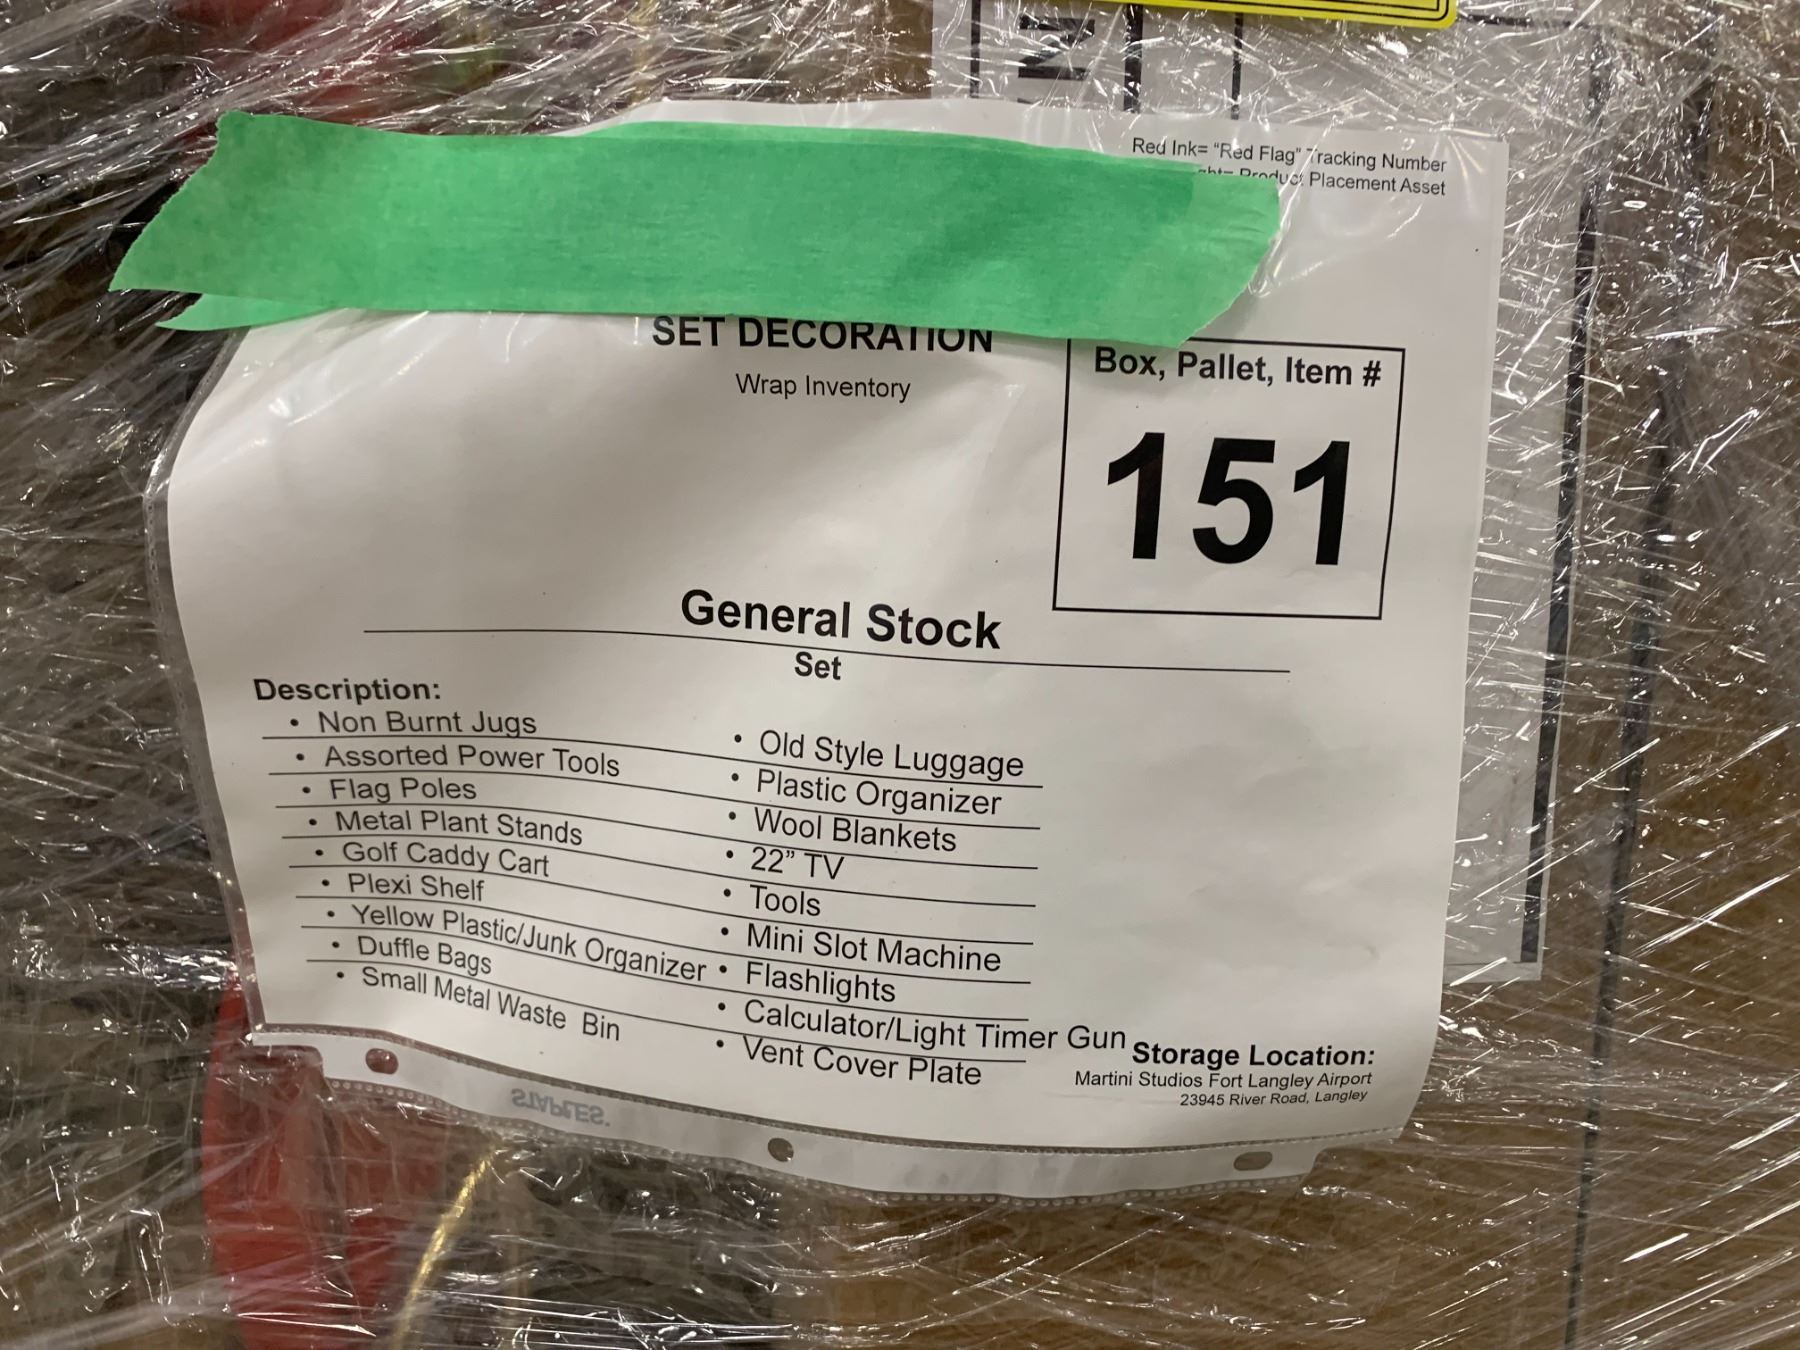 Red Ink= "Red Flag" Tracking Number
Product Placement Asset
SET DECORATION
Wrap Inventory
Box, Pallet, Item #
151
General Stock
Set
Description:
• Non Burnt Jugs
• Assorted Power Tools
• Flag Poles
• Metal Plant Stands
• Golf Caddy Cart
• Plexi Shelf
• Yellow Plastic/Junk Organizer
• Duffle Bags
• Small Metal Waste Bin
• Old Style Luggage
• Plastic Organizer
• Wool Blankets
• 22" TV
• Tools
• Mini Slot Machine
• Flashlights
• Calculator/Light Timer Gun
• Vent Cover Plate
Storage Location:
Martini Studios Fort Langley Airport
23945 River Road, Langley
STAPLES.